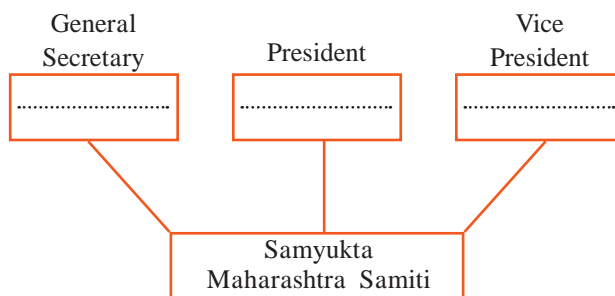 General
Secretary
President
Vice
President
Samyukta
Maharashtra Samiti